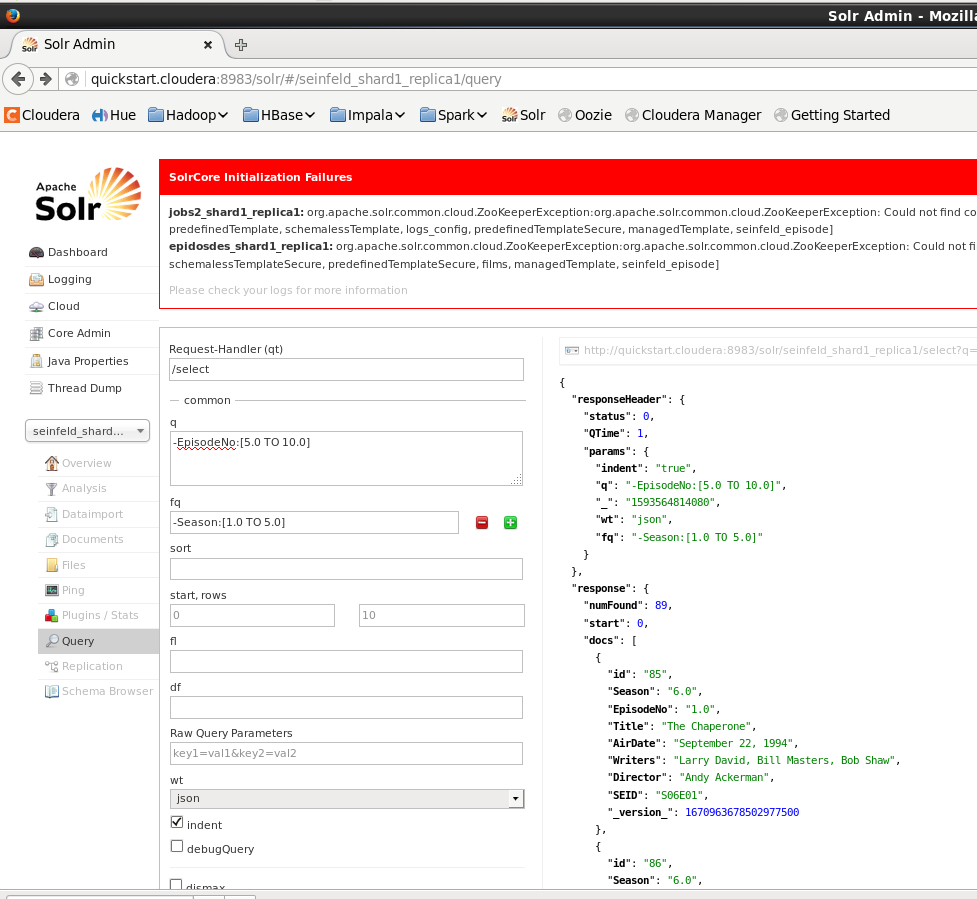 Solr Admin - Mozill
Solr Admin
quickstart.cloudera:8983/solr/#/seinfeld_shard1_replica1/query
Cloudera Hue Hadoop HBase Impala Spark Solr Oozie Cloudera Manager Getting Started
Apache
Solr
Dashboard
Logging
Cloud
Core Admin
Java Properties
Thread Dump
seinfeld_shard...
Overview
Analysis
Dataimport
Documents
Files
Ping
Plugins / Stats
Query
Replication
Schema Browser
SolrCore Initialization Failures
jobs2_shard1_replica1: org.apache.solr.common.cloud.ZooKeeperException:org.apache.solr.common.cloud.ZooKeeperException: Could not find co
predefinedTemplate, schemalessTemplate, logs_config, predefinedTemplateSecure, managedTemplate, seinfeld_episode]
epidosdes_shard1_replica1: org.apache.solr.common.cloud.ZooKeeperException:org.apache.solr.common.cloud.ZooKeeperException: Could not fi
schemalessTemplateSecure, predefinedTemplateSecure, films, managedTemplate, seinfeld_episode]
Please check your logs for more information
Request-Handler (qt)
/select
common
q
-EpisodeNo:[5.0 TO 10.0]
fq
-Season:[1.0 TO 5.0]
sort
start, rows
0 10
fl
df
Raw Query Parameters
key1=val1&key2=val2
wt
json
indent
debugQuery
dismax
http://quickstart.cloudera:8983/solr/seinfeld_shard1_replica1/select?q=
{
"responseHeader": {
"status": 0,
"QTime": 1,
"params": {
"indent": "true",
"q": "-EpisodeNo:[5.0 TO 10.0]",
"_": "1593564814080",
"wt": "json",
"fq": "-Season:[1.0 TO 5.0]"
}
},
"response": {
"numFound": 89,
"start": 0,
"docs": [
{
"id": "85",
"Season": "6.0",
"EpisodeNo": "1.0",
"Title": "The Chaperone",
"AirDate": "September 22, 1994",
"Writers": "Larry David, Bill Masters, Bob Shaw",
"Director": "Andy Ackerman",
"SEID": "S06E01",
"_version_": 1670963678502977500
},
{
"id": "86",
"Season": "6.0",